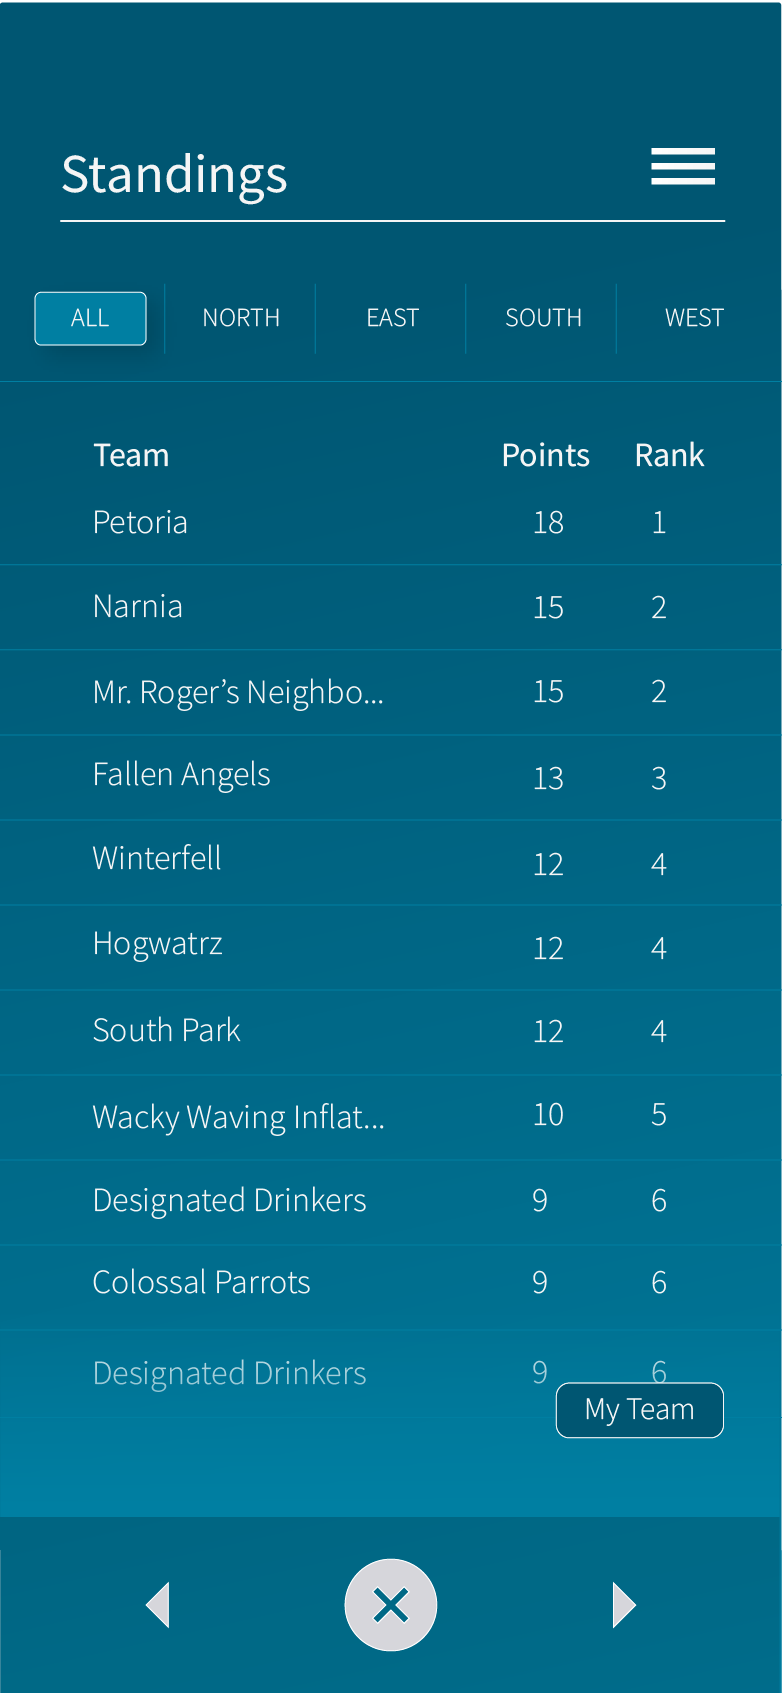 Standings
ALL NORTH EAST SOUTH WEST
Team Points Rank
Petoria 18 1
Narnia 15 2
Mr. Roger’s Neighbo... 15 2
Fallen Angels 13 3
Winterfell 12 4
Hogwatrz 12 4
South Park 12 4
Wacky Waving Inflat... 10 5
Designated Drinkers 9 6
Colossal Parrots 9 6
Designated Drinkers 9 6
My Team